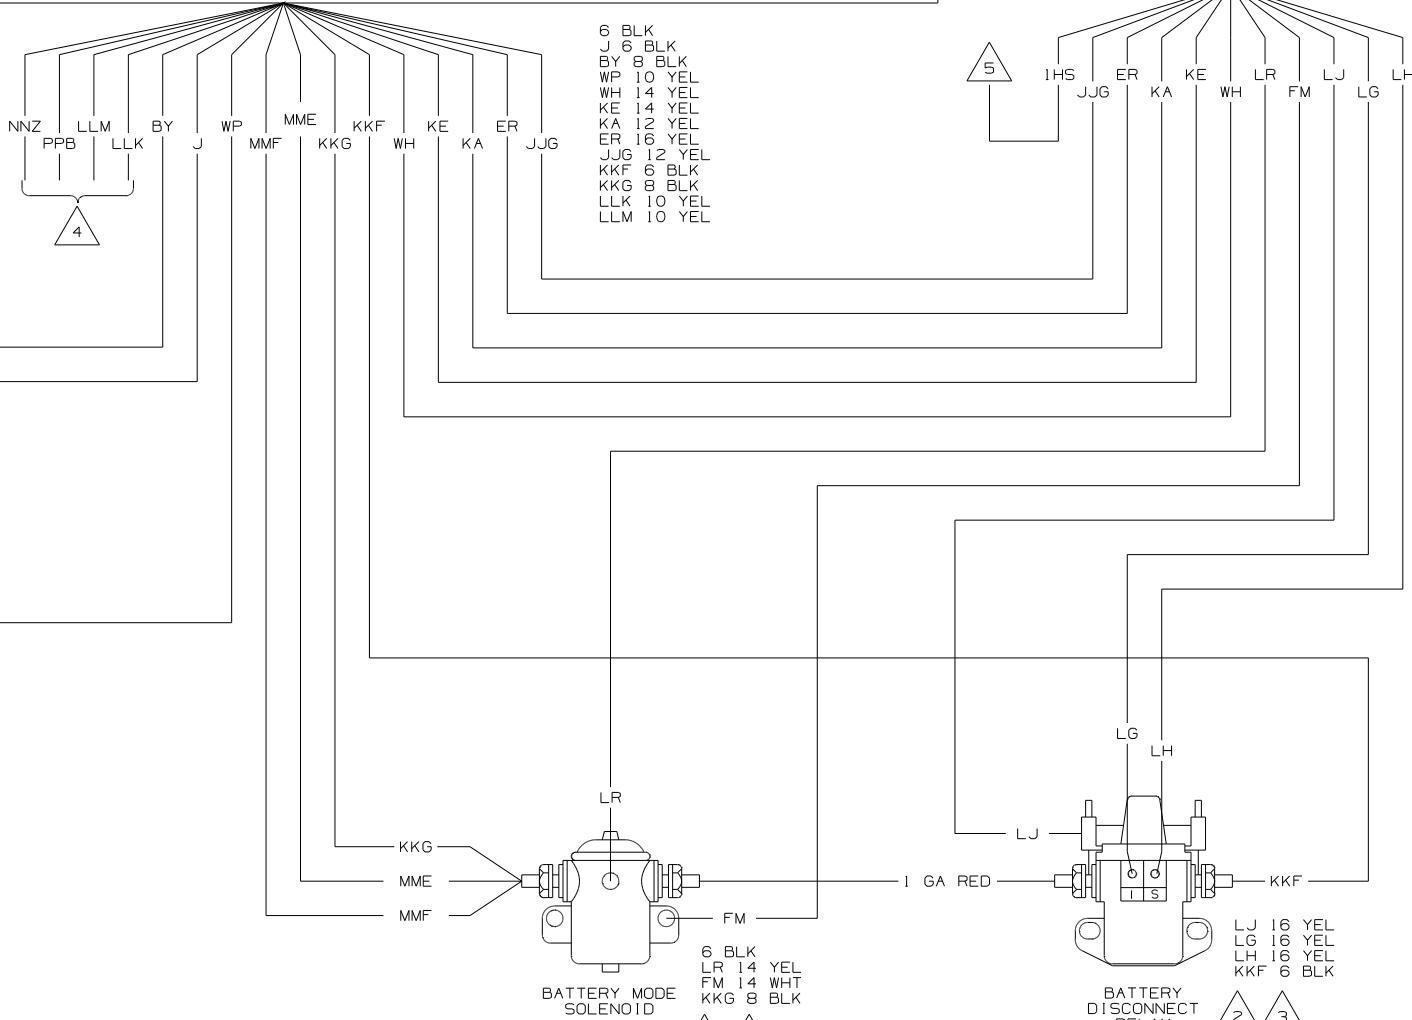 6 BLK
J 6 BLK
BY 8 BLK
WP 10 YEL
WH 14 YEL
KE 14 YEL
KA 12 YEL
ER 16 YEL
JJG 12 YEL
KKF 6 BLK
KKG 8 BLK
LLK 10 YEL
LLM 10 YEL
5
1HS
JJG
ER
KA
KE
WH
LR
FM
LJ
LG
LH
NNZ
PPB
LLM
LLK
BY
J
WP
MMF
MME
KKG
KKF
WH
KE
KA
ER
JJG
4
LG
LH
LR
LJ
KKG
MME
MMF
1 GA RED
I S
KKF
FM
6 BLK
LR 14 YEL
FM 14 WHT
KKG 8 BLK
BATTERY MODE
SOLENOID
LJ 16 YEL
LG 16 YEL
LH 16 YEL
KKF 6 BLK
BATTERY
DISCONNECT
RELAY
2
3